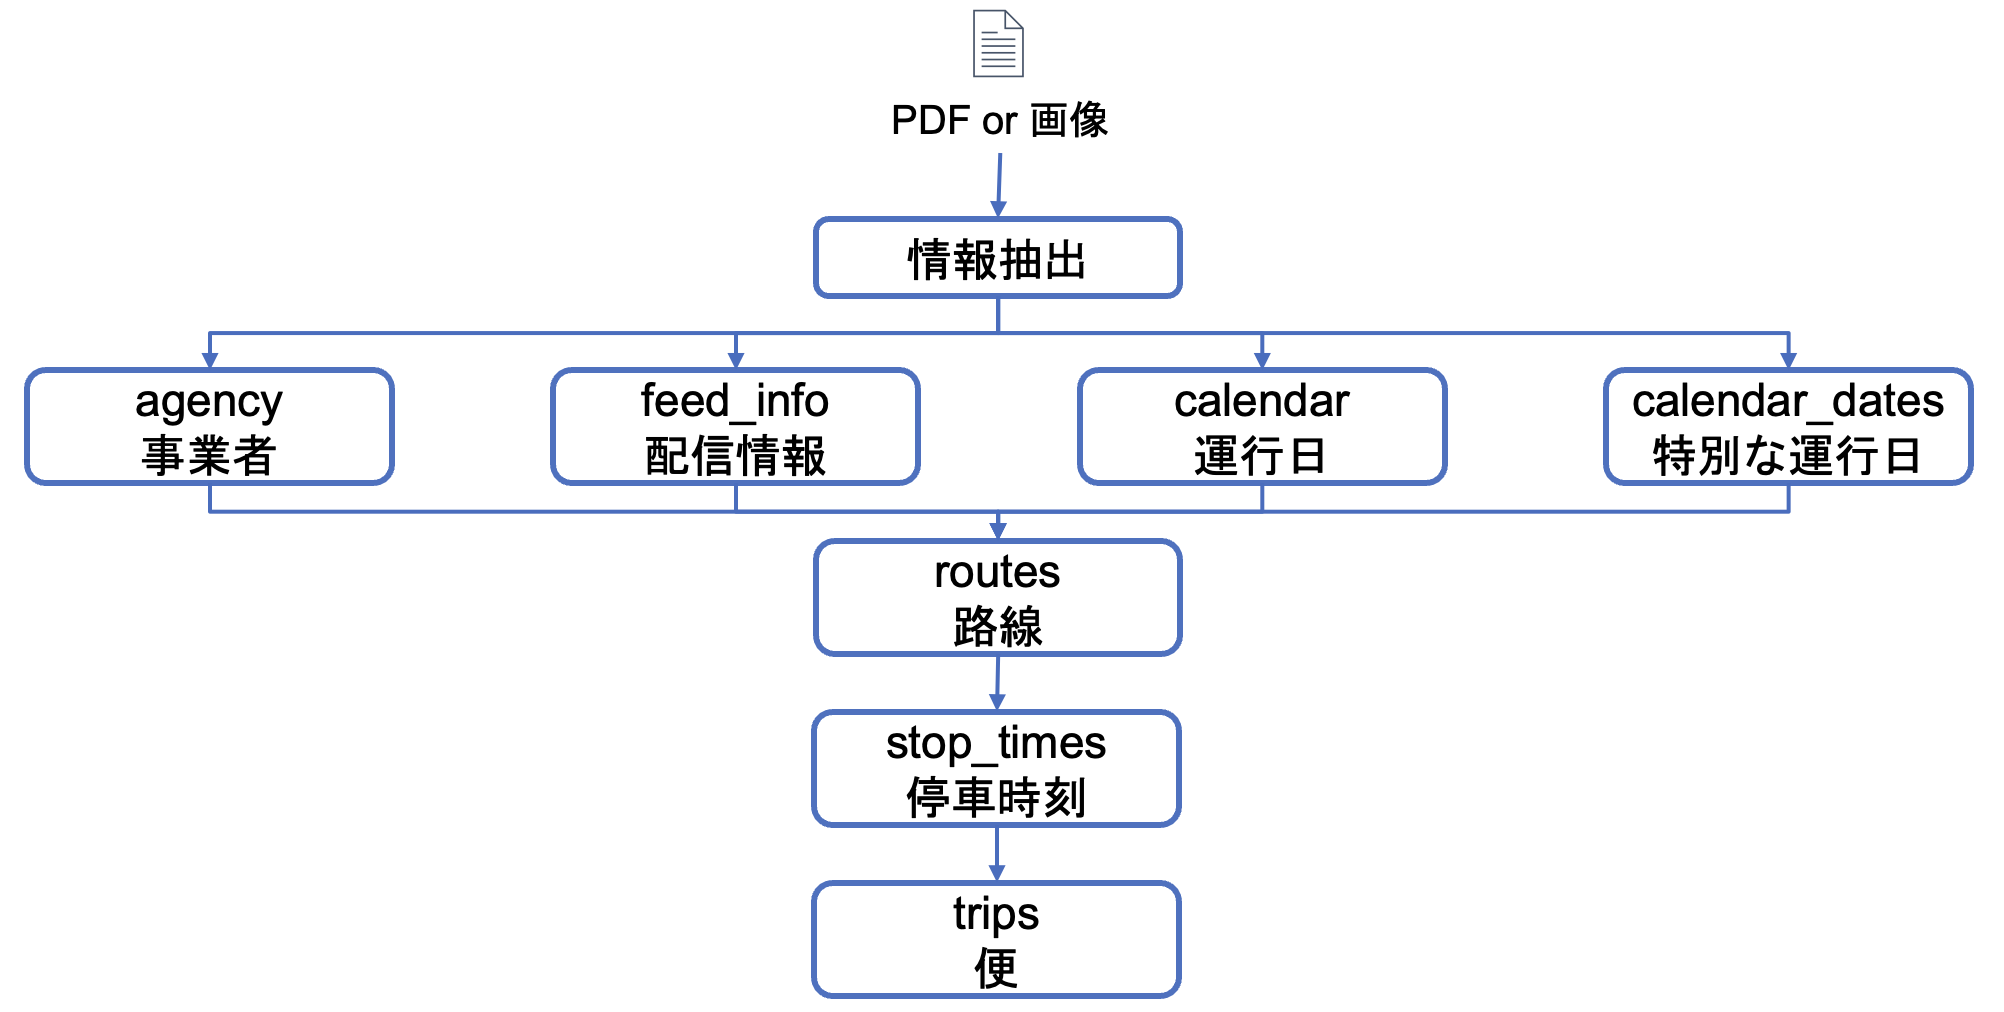 PDF or 画像
情報抽出
agency
事業者
feed_info
配信情報
calendar
運行日
calendar_dates
特別な運行日
routes
路線
stop_times
停車時刻
trips
便